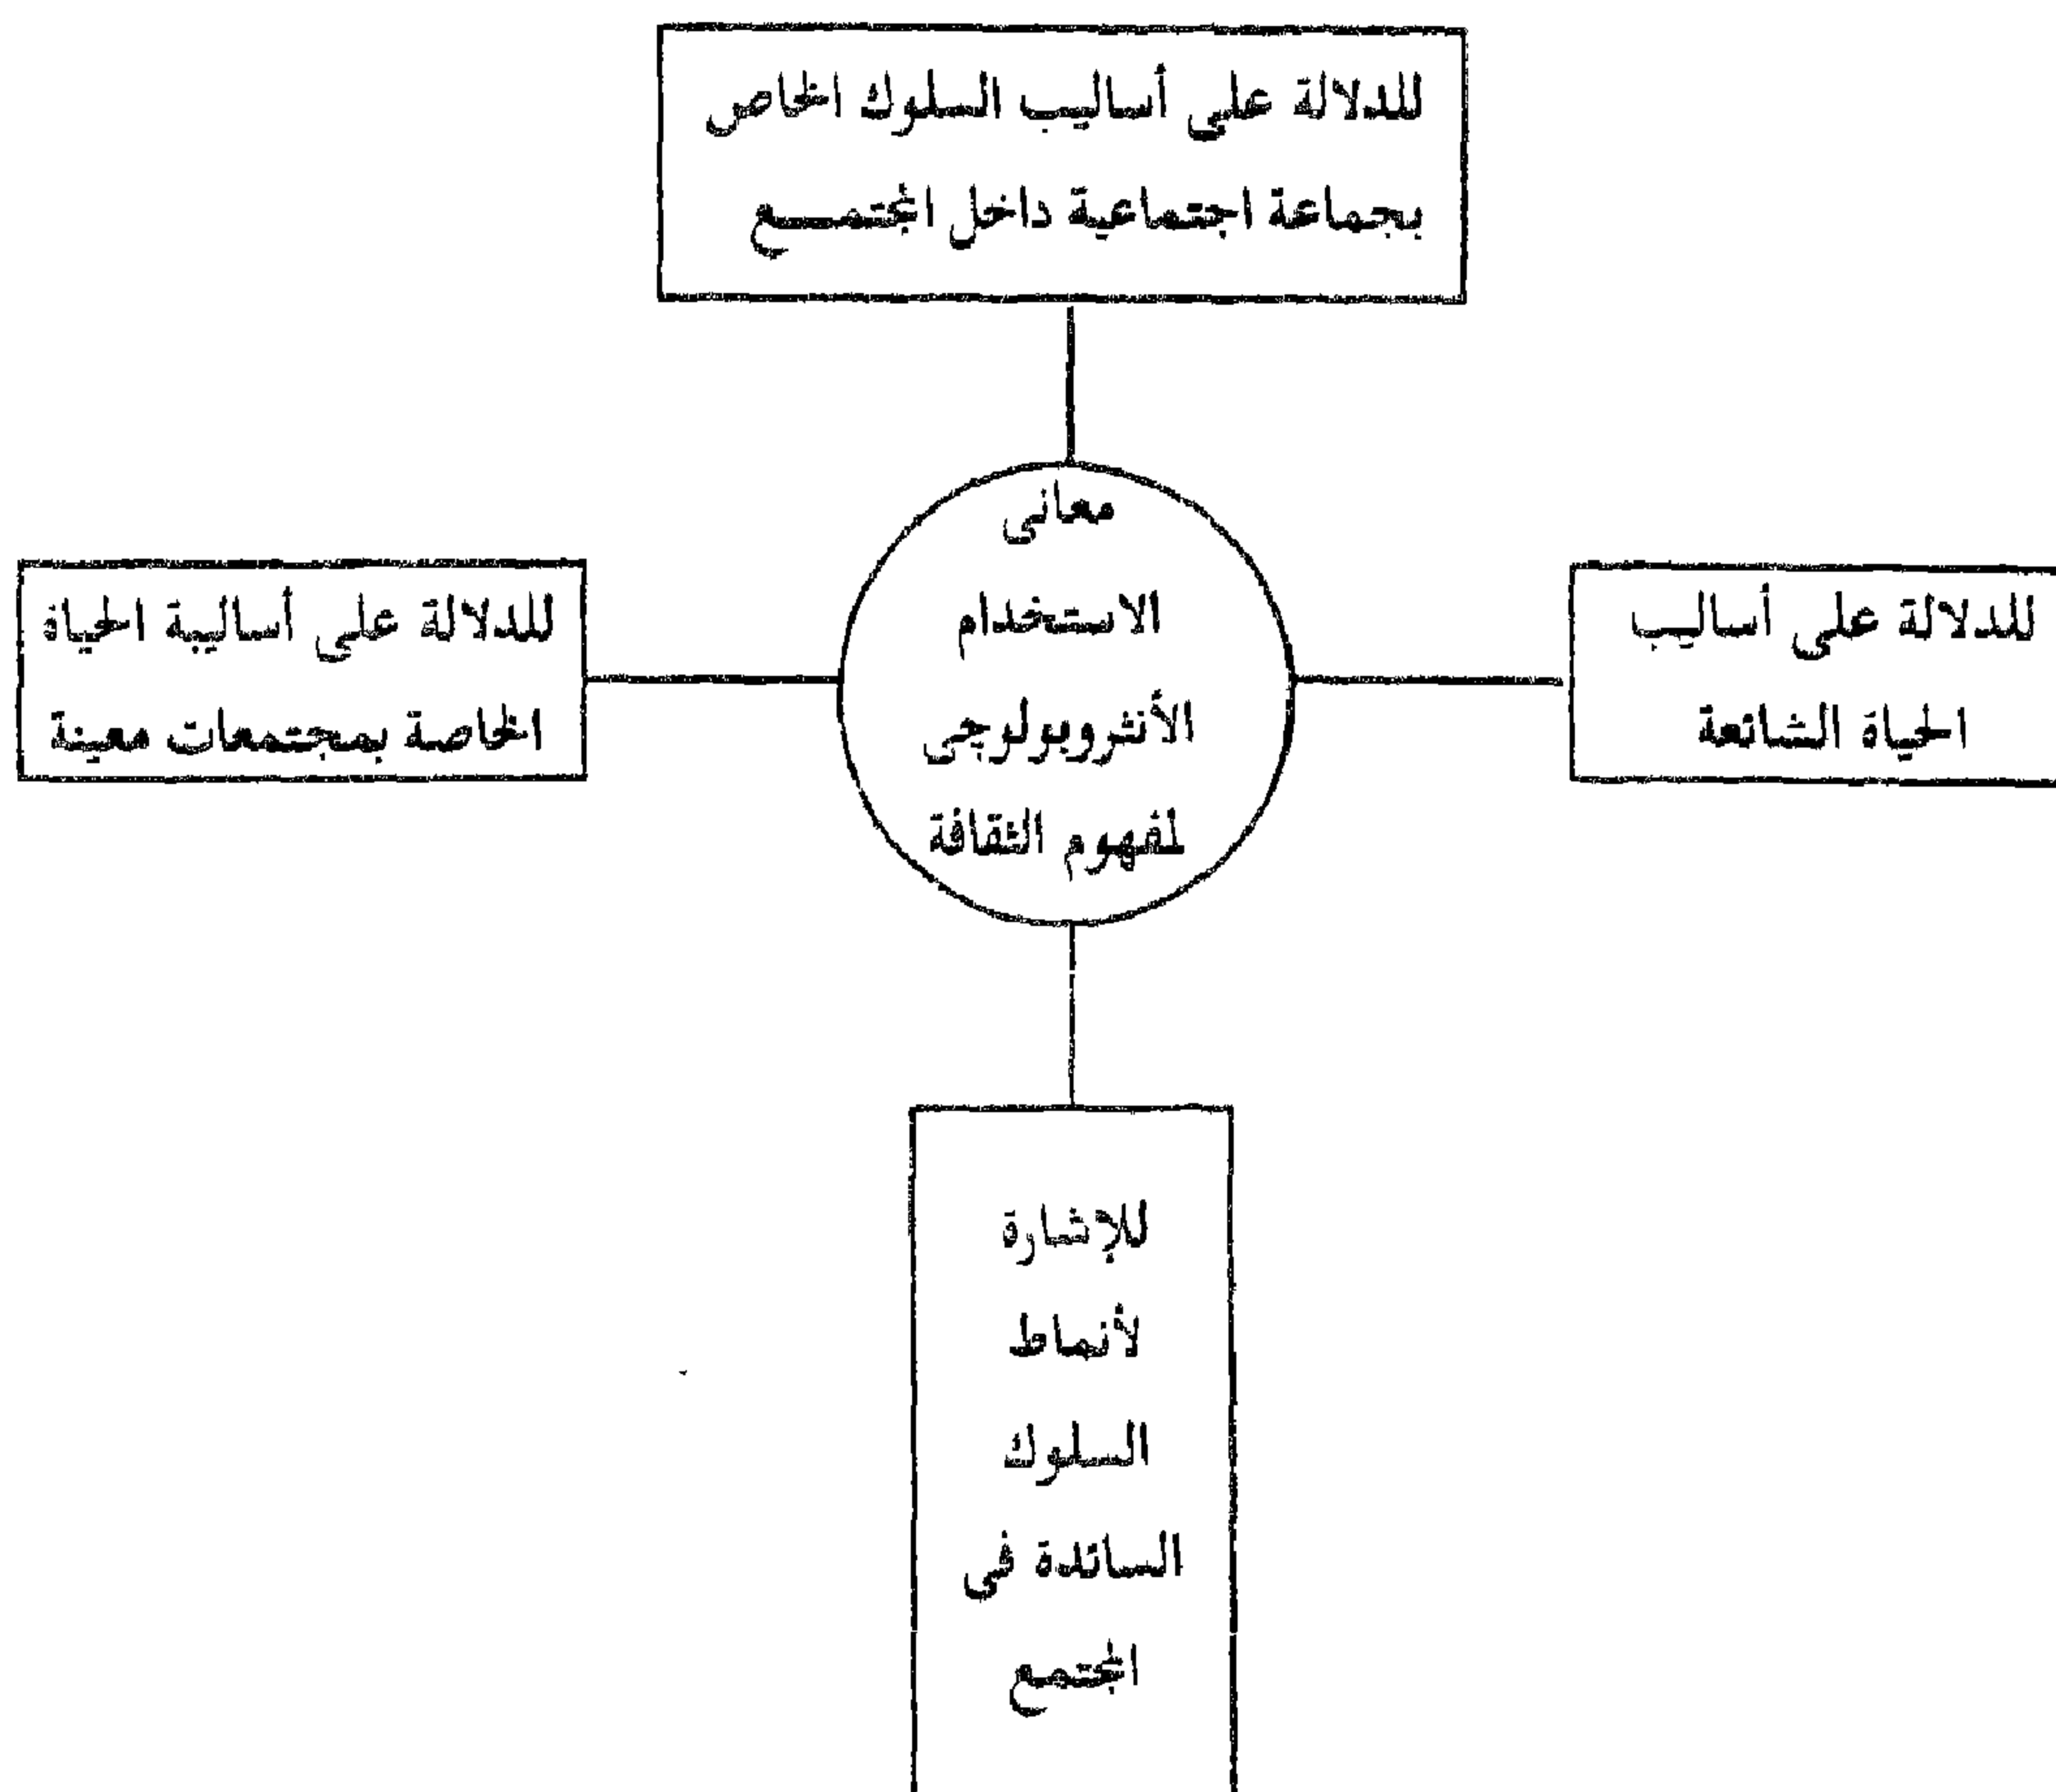 للدلالة على أساليب السلوك الخاص
بجماعة اجتماعية داخل المجتمع
معانى
الاستخدام
الأنثروبولوجى
لمفهوم الثقافة
للدلالة على أساليب
الحياة الشائعة
للدلالة على أساليبة الحياة
الخاصة بمجتمعات معينة
للإشارة
لأنماط
السلوك
السائدة في
المجتمع